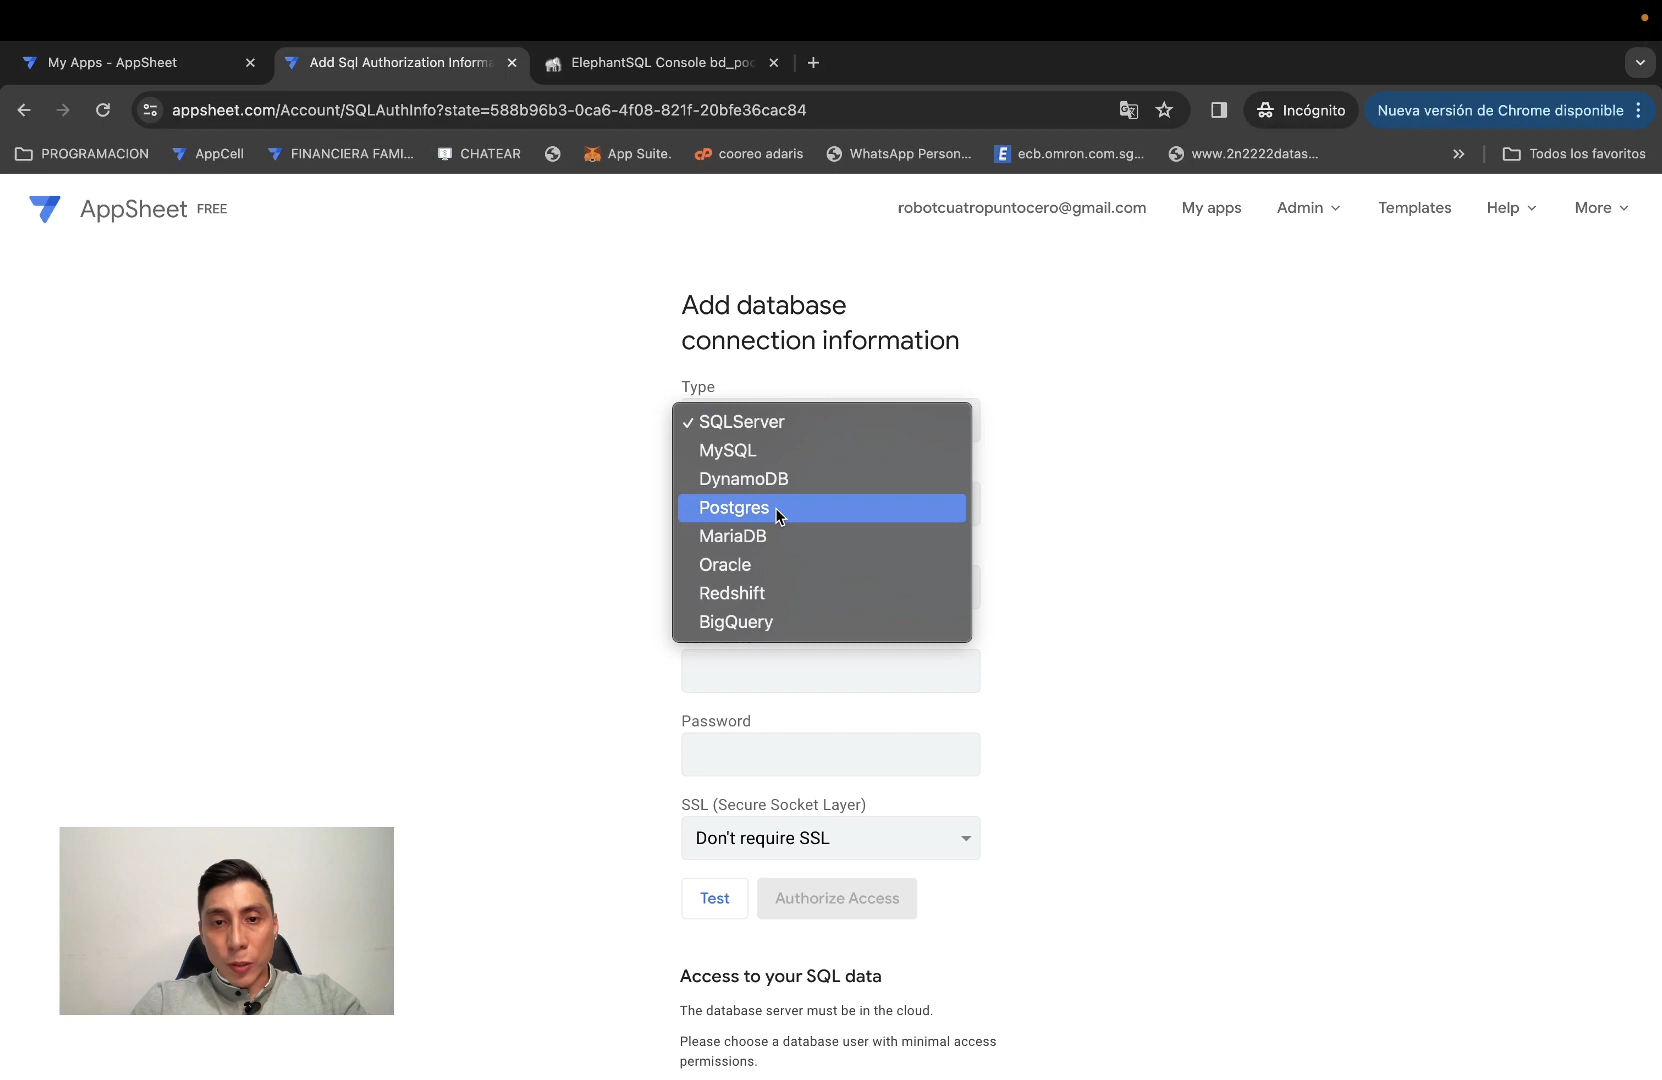 My Apps - AppSheet
Add Sql Authorization Informa
ElephantSQL Console bd_poc
appsheet.com/Account/SQLAuthInfo?state=588b96b3-0ca6-4f08-821f-20bfe36cac84
Incógnito
Nueva versión de Chrome disponible
PROGRAMACION
AppCell
FINANCIERA FAMI...
CHATEAR
App Suite.
cooreo adaris
WhatsApp Person...
ecb.omron.com.sg...
www.2n2222datas...
Todos los favoritos
AppSheet FREE
robotcuatropuntocero@gmail.com
My apps
Admin
Templates
Help
More
Add database
connection information
Type
✓ SQLServer
MySQL
DynamoDB
Postgres
MariaDB
Oracle
Redshift
BigQuery
Password
SSL (Secure Socket Layer)
Don't require SSL
Test
Authorize Access
Access to your SQL data
The database server must be in the cloud.
Please choose a database user with minimal access
permissions.